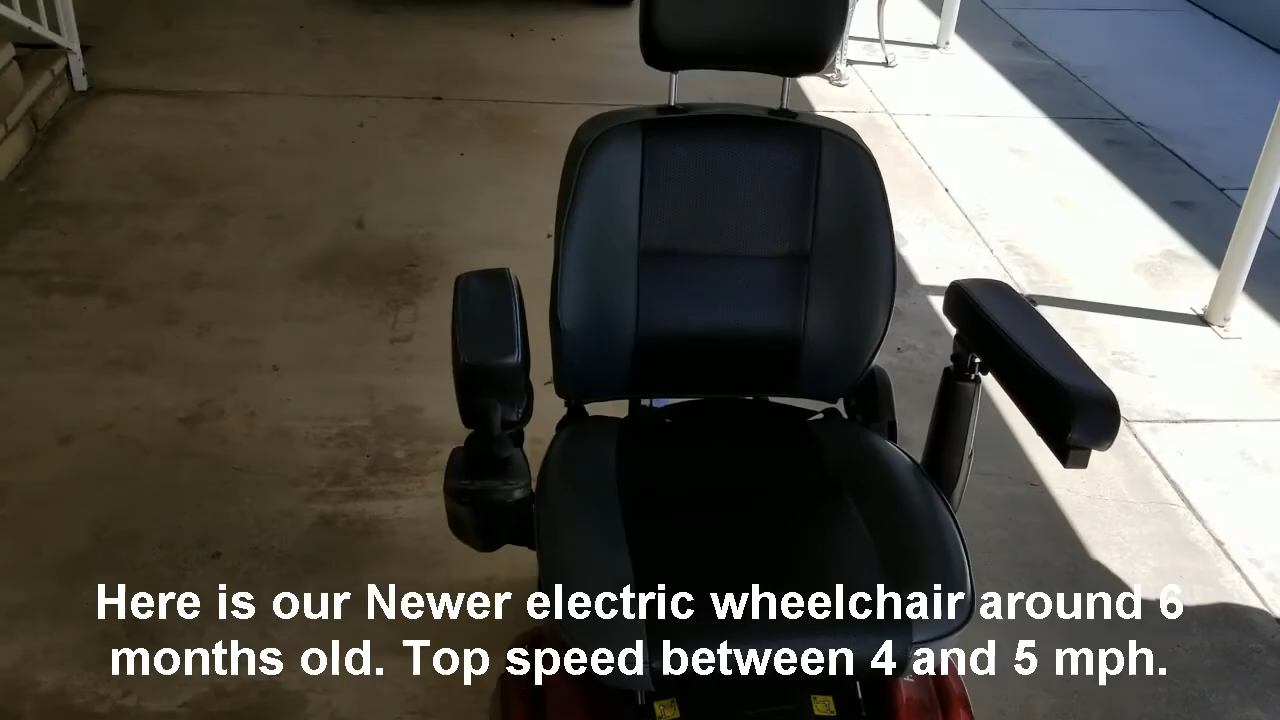 Here is our Newer electric wheelchair around 6
months old. Top speed between 4 and 5 mph.